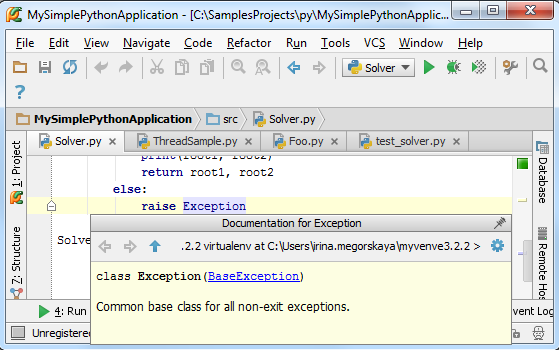 MySimplePythonApplication - [C:\SamplesProjects\py\MySimplePythonApplic...
File Edit View Navigate Code Refactor Run Tools VCS Window Help
Solver
?
MySimplePythonApplication src Solver.py
Solver.py ThreadSample.py Foo.py test_solver.py
1: Project
7: Structure
Database
Remote Hos
print(root1, root2)
return root1, root2
else:
raise Exception
Solve
Documentation for Exception
.2.2 virtualenv at C:\Users\irina.megorskaya\myvenve3.2.2 >
class Exception(BaseException)
Common base class for all non-exit exceptions.
4: Run
vent Log
Unregistered